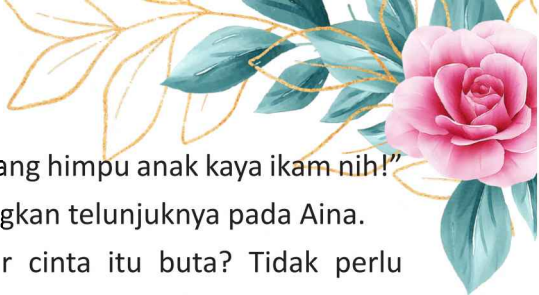 ang himpu anak kaya ikam nih!”
gkan telunjuknya pada Aina.
r cinta itu buta? Tidak perlu